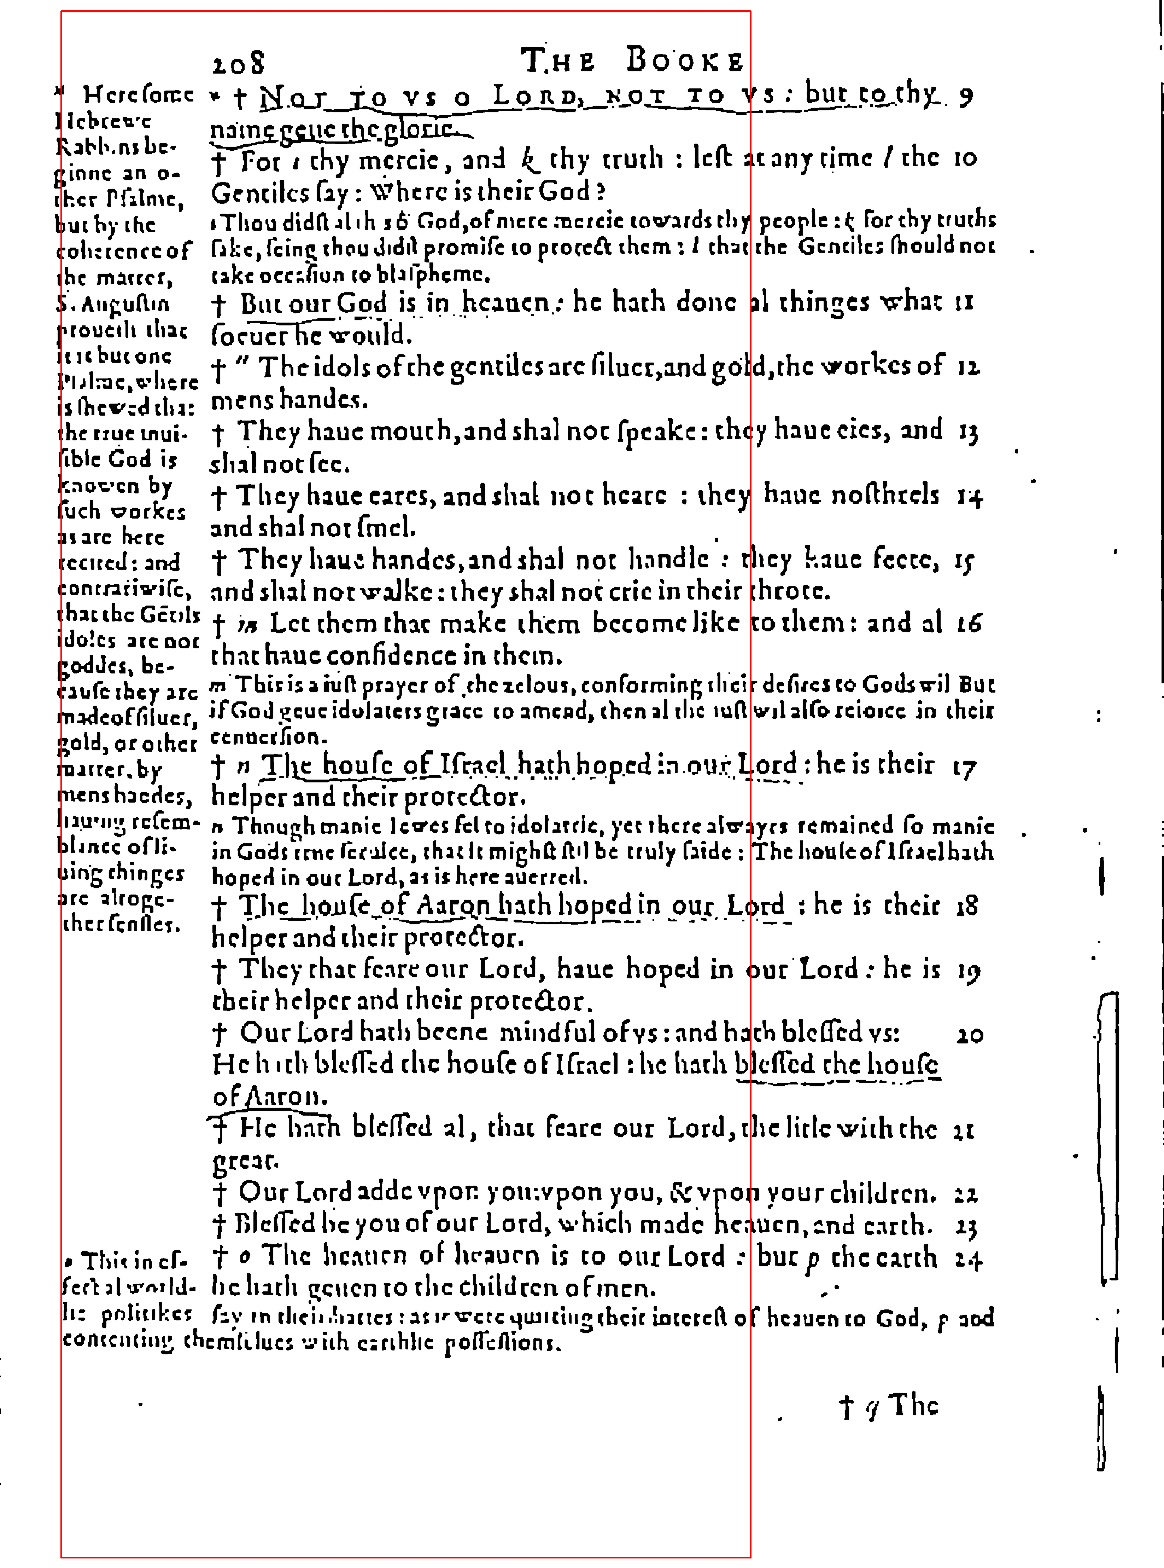 208 THE BOOKE
* Here some
Hebrewe
Rabbins be-
ginne an o-
ther Psalme,
but by the
coherence of
the matter,
S. Augustin
proueth that
it is but one
Psalme, where
is shewed that
the true inui-
sible God is
knowen by
such workes
as are here
recited: and
contrariwise,
that the Gētils
idoles are not
goddes, be-
cause they are
made of siluer,
gold, or other
matter, by
mens handes,
hauing resem-
blance of li-
uing thinges
are altoge-
ther sensles.
* † NOT TO VS O LORD, NOT TO VS: but to thy 9
name geue the glorie.
† For i thy mercie, and k thy truth: lest at any time l the 10
Gentiles say: Where is their God?
i Thou didst al this ô God, of mere mercie towards thy people: k for thy truths
sake, seing thou didst promise to protect them: l that the Gentiles should not
take occasion to blaspheme.
† But our God is in heauen: he hath done al thinges what 11
soeuer he would.
† " The idols of the gentiles are siluer, and gold, the workes of 12
mens handes.
† They haue mouth, and shal not speake: they haue eies, and 13
shal not see.
† They haue eares, and shal not heare: they haue nosthrels 14
and shal not smel.
† They haue handes, and shal not handle: they haue feete, 15
and shal not walke: they shal not crie in their throte.
† m Let them that make them become like to them: and al 16
that haue confidence in them.
m This is a iust prayer of the zelous, conforming their desires to Gods wil But
if God geue idolaters grace to amend, then al the iust wil also reioice in their
conuersion.
† n The house of Israel hath hoped in our Lord: he is their 17
helper and their protector.
n Though manie Iewes fel to idolatrie, yet there alwayes remained so manie
in Gods true seruice, that it might stil be truly saide: The house of Israel hath
hoped in our Lord, as is here auerred.
† The house of Aaron hath hoped in our Lord: he is their 18
helper and their protector.
† They that feare our Lord, haue hoped in our Lord: he is 19
their helper and their protector.
† Our Lord hath beene mindful of vs: and hath blessed vs: 20
He hath blessed the house of Israel: he hath blessed the house
of Aaron.
† He hath blessed al, that feare our Lord, the litle with the 21
great.
† Our Lord adde vpon you: vpon you, & vpon your children. 22
† Blessed be you of our Lord, which made heauen, and earth. 23
† o The heauen of heauen is to our Lord: but p the earth 24
he hath geuen to the children of men.
o This in ef-
fect al world-
lie politikes say in their hartes: as it were quitting their interest of heauen to God, p and
contenting themselues with earthlie possessions.
† q The